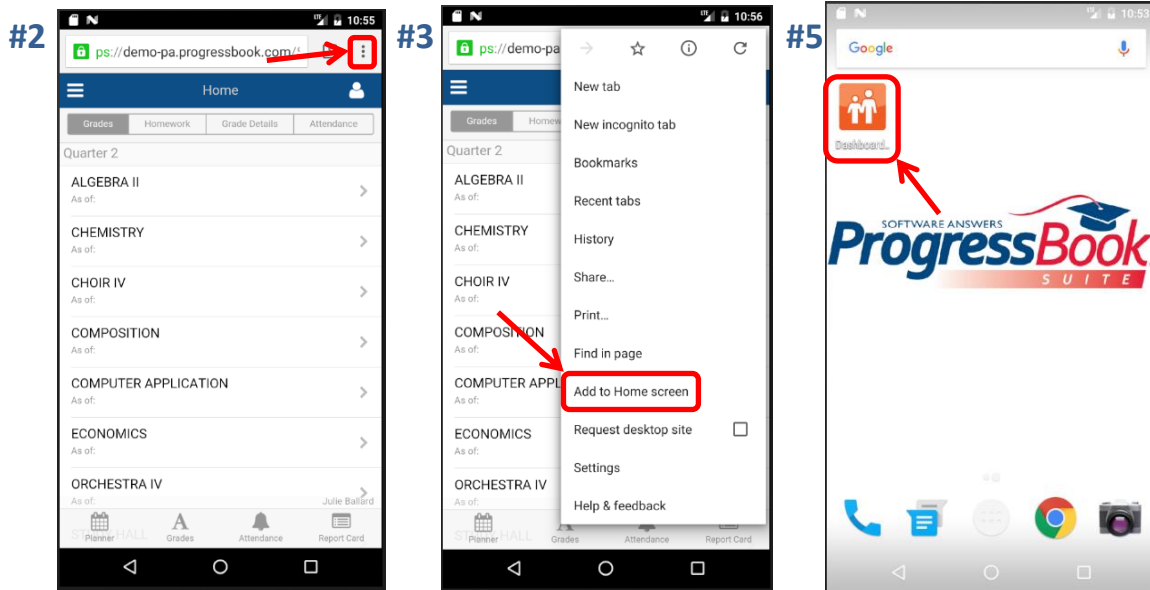 #2
10:55
ps://demo-pa.progressbook.com/
Home
Grades Homework Grade Details Attendance
Quarter 2
ALGEBRA II
As of:
CHEMISTRY
As of:
CHOIR IV
As of:
COMPOSITION
As of:
COMPUTER APPLICATION
As of:
ECONOMICS
As of:
ORCHESTRA IV
As of: Julie Ballard
HALL
Planner Grades Attendance Report Card
#3
LTE 10:56
ps://demo-pa
Grades Homew
Quarter 2
ALGEBRA II
As of:
CHEMISTRY
As of:
CHOIR IV
As of:
COMPOSITION
As of:
COMPUTER APPL
As of:
ECONOMICS
As of:
ORCHESTRA IV
As of:
HALL
Planner Grades Attendance Report Card
New tab
New incognito tab
Bookmarks
Recent tabs
History
Share...
Print...
Find in page
Add to Home screen
Request desktop site
Settings
Help & feedback
#5
LTE 10:53
Google
Dashboard..
SOFTWARE ANSWERS
ProgressBook
SUITE